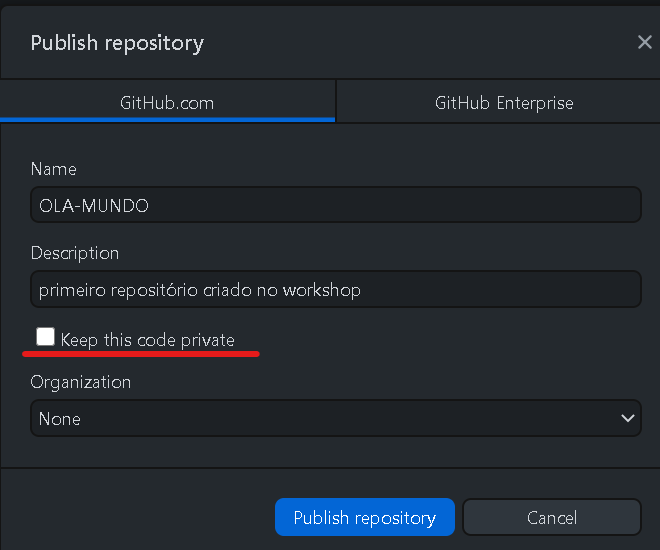 Publish repository
GitHub.com
GitHub Enterprise
Name
OLA-MUNDO
Description
primeiro repositório criado no workshop
Keep this code private
Organization
None
Publish repository
Cancel